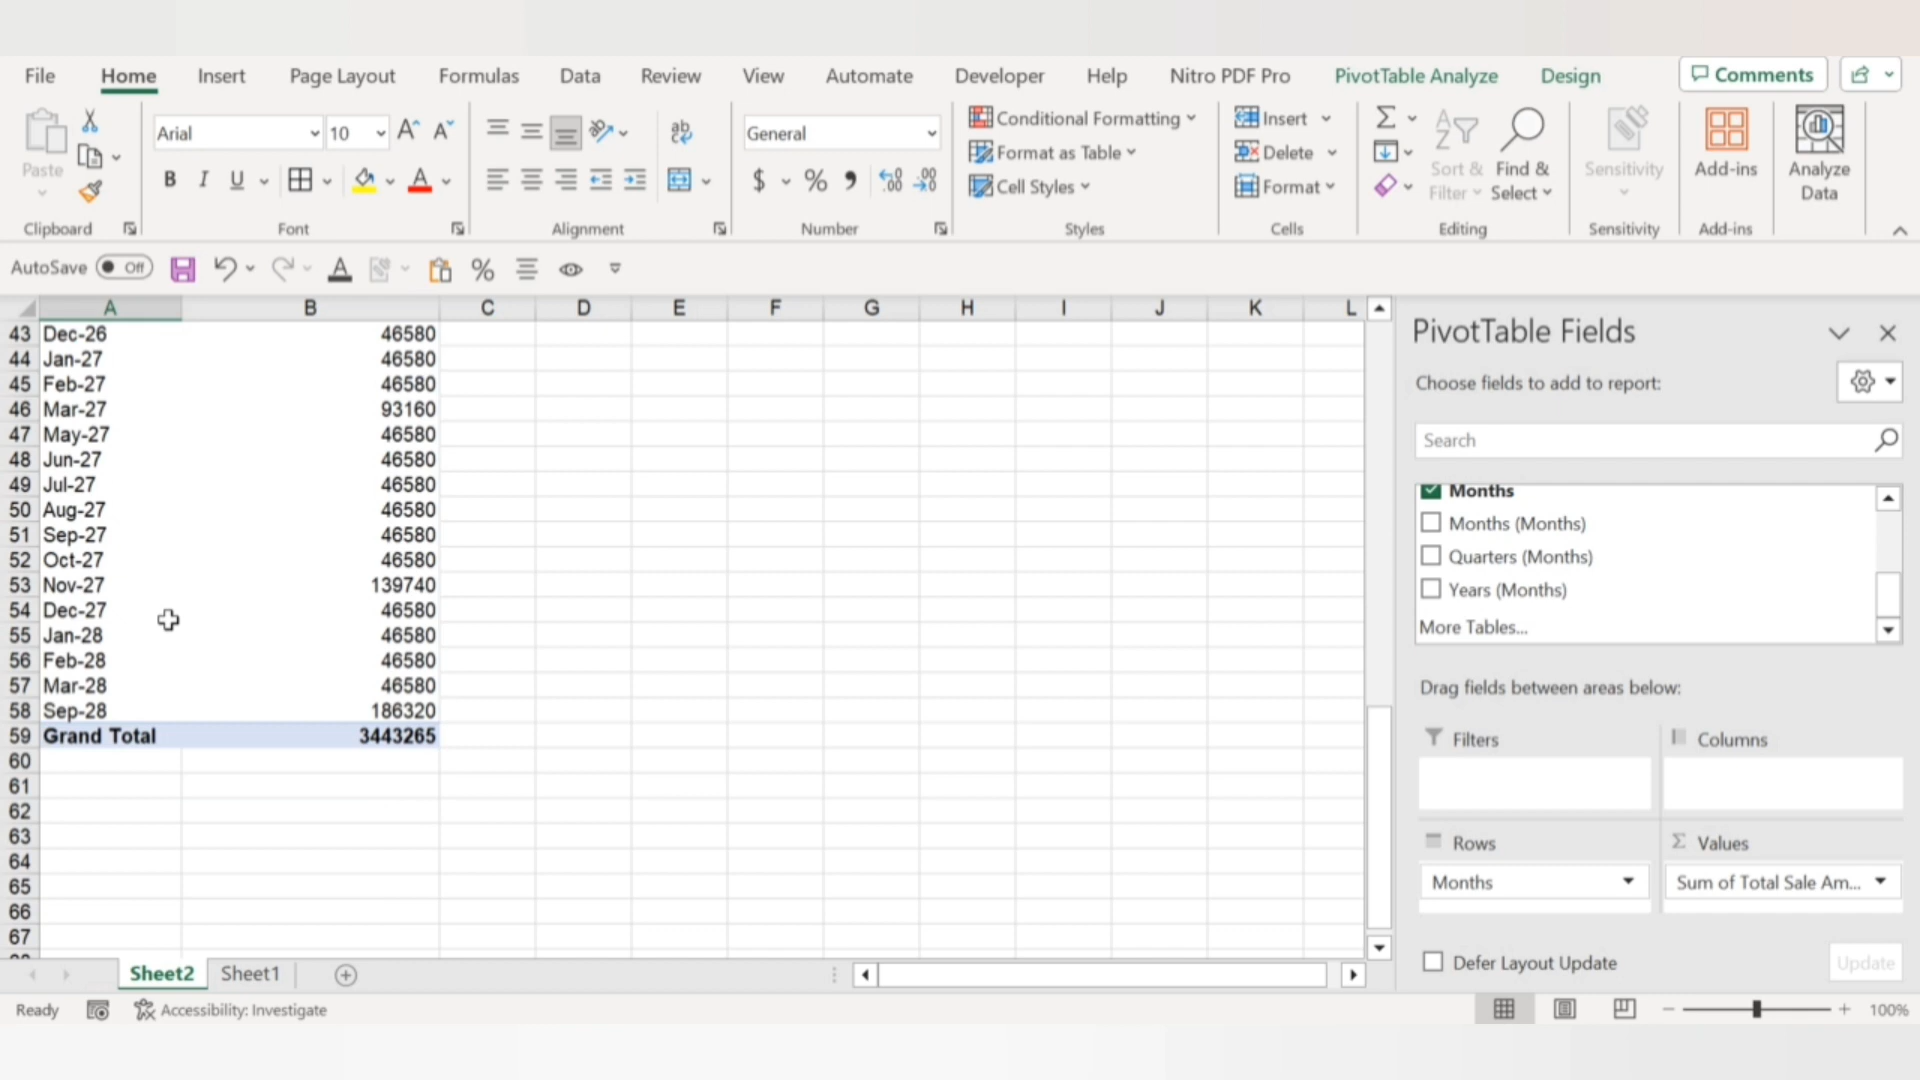 File Home Insert Page Layout Formulas Data Review View Automate Developer Help Nitro PDF Pro PivotTable Analyze Design Comments
Paste
Arial 10
B I U
ab
General
$ % 9 .00
Conditional Formatting
Format as Table
Cell Styles
Insert
Delete
Format
Sort & Filter
Find & Select
Sensitivity
Add-ins
Analyze Data
Clipboard Font Alignment Number Styles Cells Editing Sensitivity Add-ins
AutoSave Off
A B C D E F G H I J K L
43 Dec-26 46580
44 Jan-27 46580
45 Feb-27 46580
46 Mar-27 93160
47 May-27 46580
48 Jun-27 46580
49 Jul-27 46580
50 Aug-27 46580
51 Sep-27 46580
52 Oct-27 46580
53 Nov-27 139740
54 Dec-27 46580
55 Jan-28 46580
56 Feb-28 46580
57 Mar-28 46580
58 Sep-28 186320
59 Grand Total 3443265
60
61
62
63
64
65
66
67
PivotTable Fields
Choose fields to add to report:
Search
Months
Months (Months)
Quarters (Months)
Years (Months)
More Tables...
Drag fields between areas below:
Filters
Columns
Rows
Σ Values
Months
Sum of Total Sale Am...
Defer Layout Update
Update
Sheet2 Sheet1
Ready Accessibility: Investigate 100%